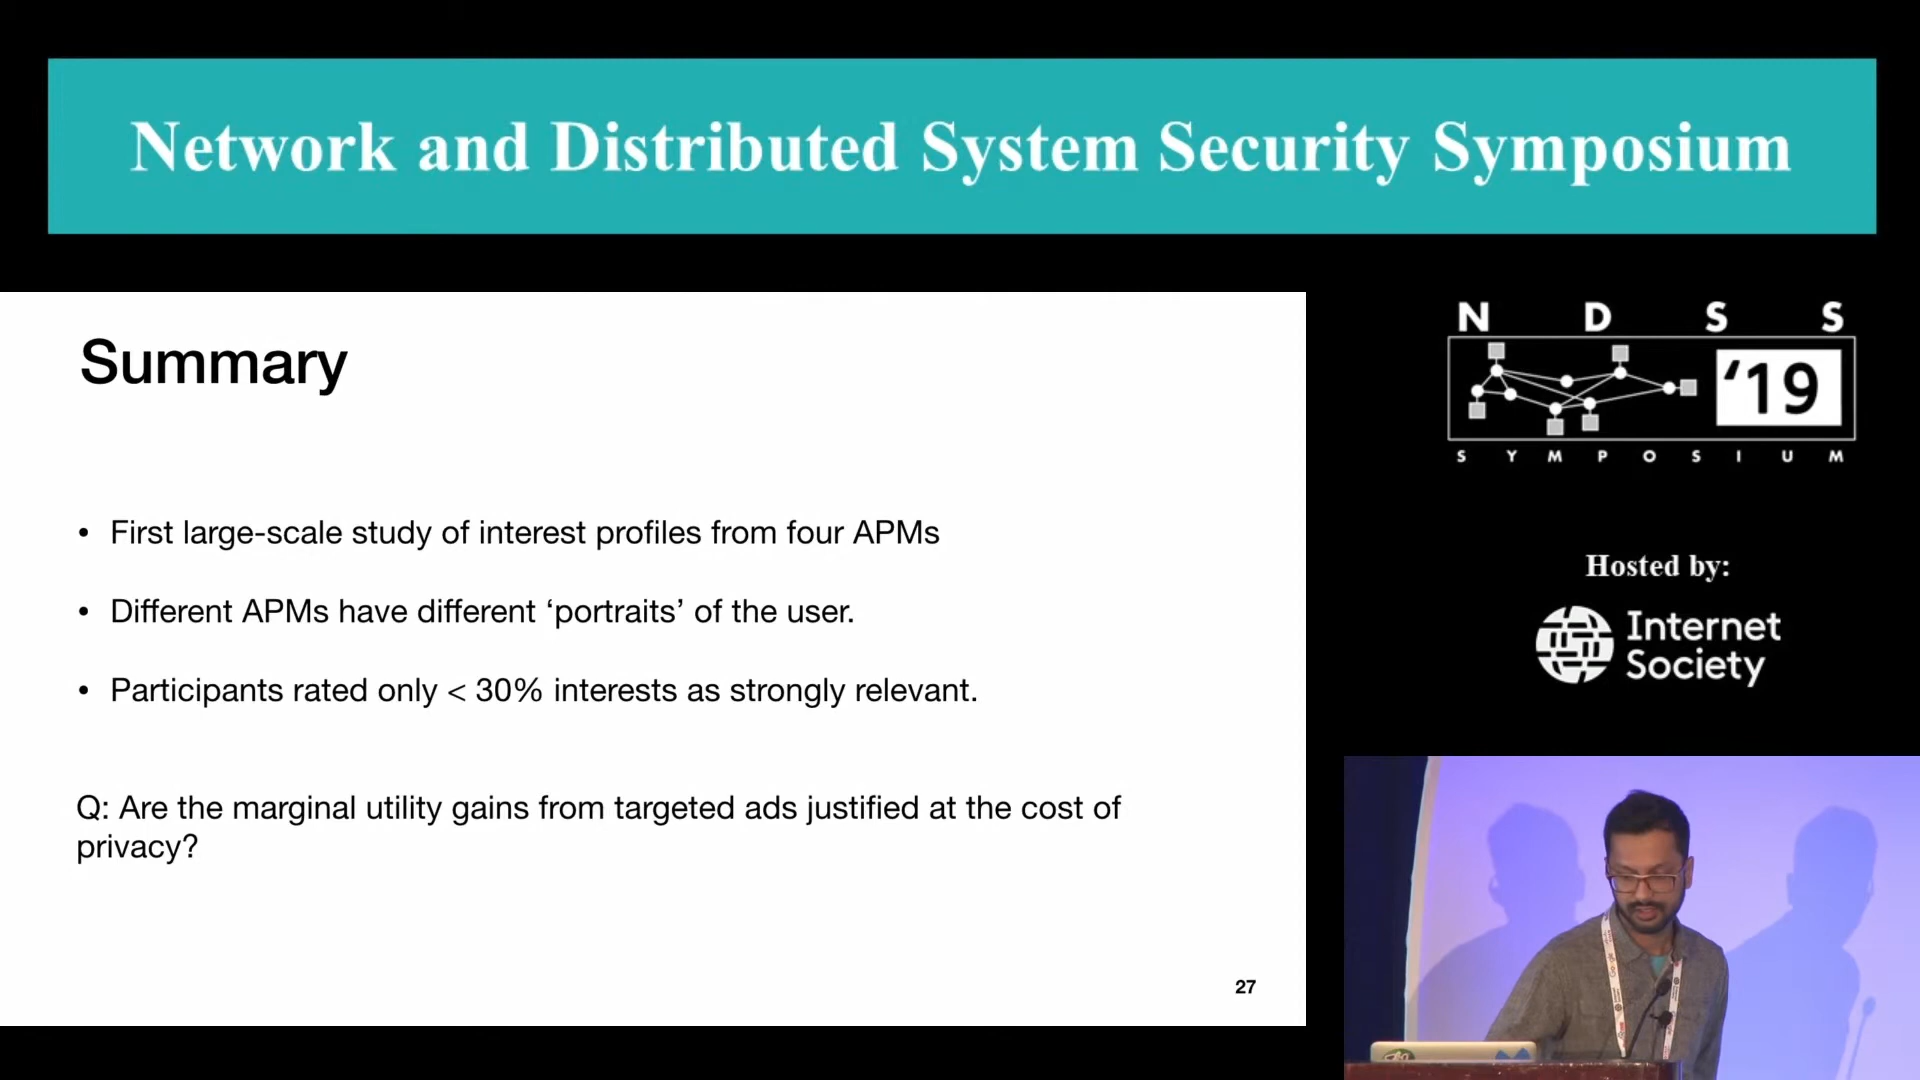 Network and Distributed System Security Symposium
Summary
• First large-scale study of interest profiles from four APMs
• Different APMs have different ‘portraits’ of the user.
• Participants rated only < 30% interests as strongly relevant.
Q: Are the marginal utility gains from targeted ads justified at the cost of
privacy?
27
N D S S
’19
S Y M P O S I U M
Hosted by:
Internet
Society